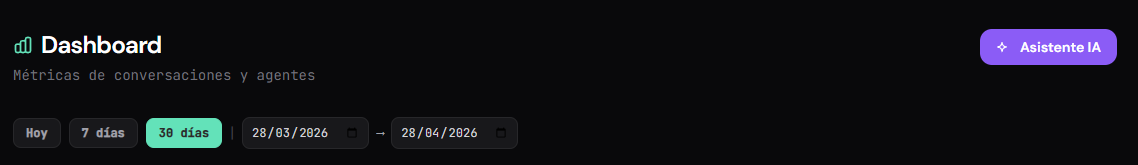 Dashboard
Asistente IA
Métricas de conversaciones y agentes
Hoy 7 días 30 días | 28/03/2026 → 28/04/2026